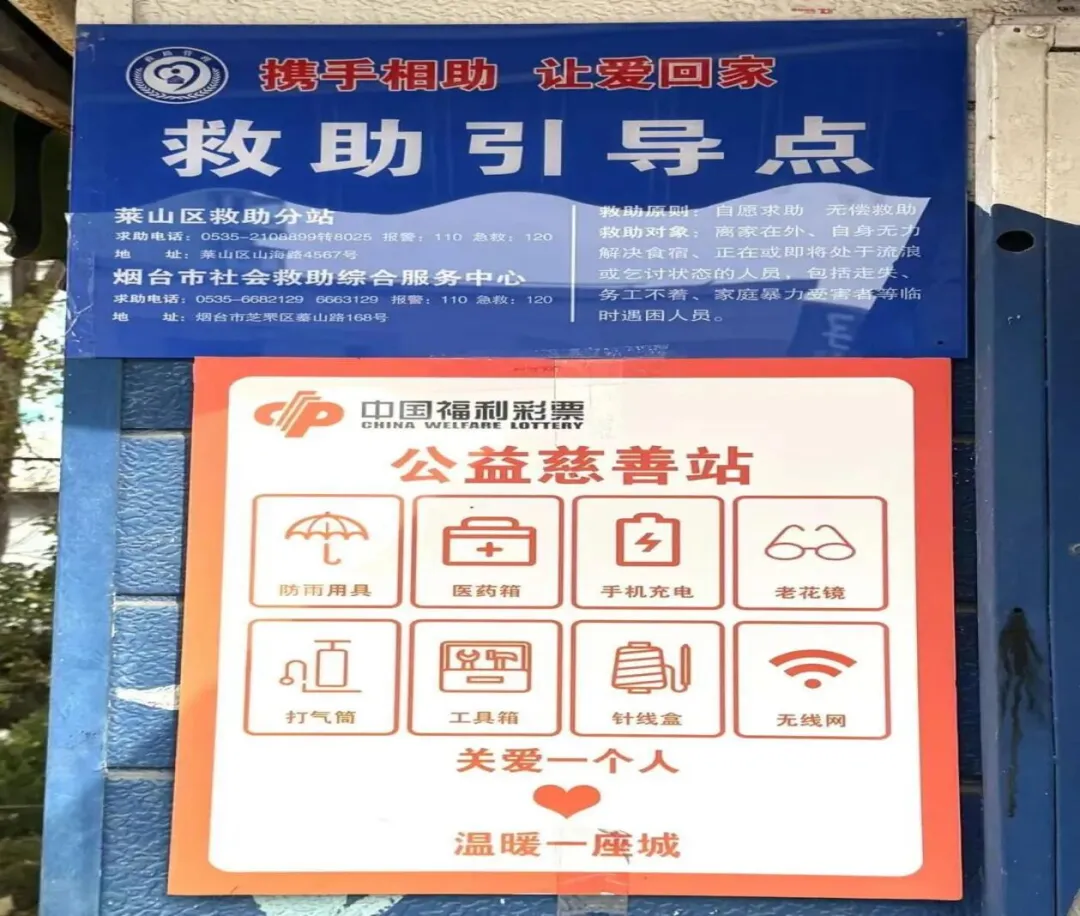 携手相助 让爱回家
救助引导点
莱山区救助分站
求助电话：0535-2108899转8025 报警：110 急救：120
地 址：莱山区山海路4567号
烟台市社会救助综合服务中心
求助电话：0535-6682129 6663129 报警：110 急救：120
地 址：烟台市芝罘区蓁山路168号
救助原则：自愿求助 无偿救助
救助对象：离家在外、自身无力
解决食宿、正在或即将处于流浪
或乞讨状态的人员，包括走失、
务工不着、家庭暴力受害者等临
时遇困人员。
中国福利彩票
CHINA WELFARE LOTTERY
公益慈善站
防雨用具
医药箱
手机充电
老花镜
打气筒
工具箱
针线盒
无线网
关爱一个人
温暖一座城